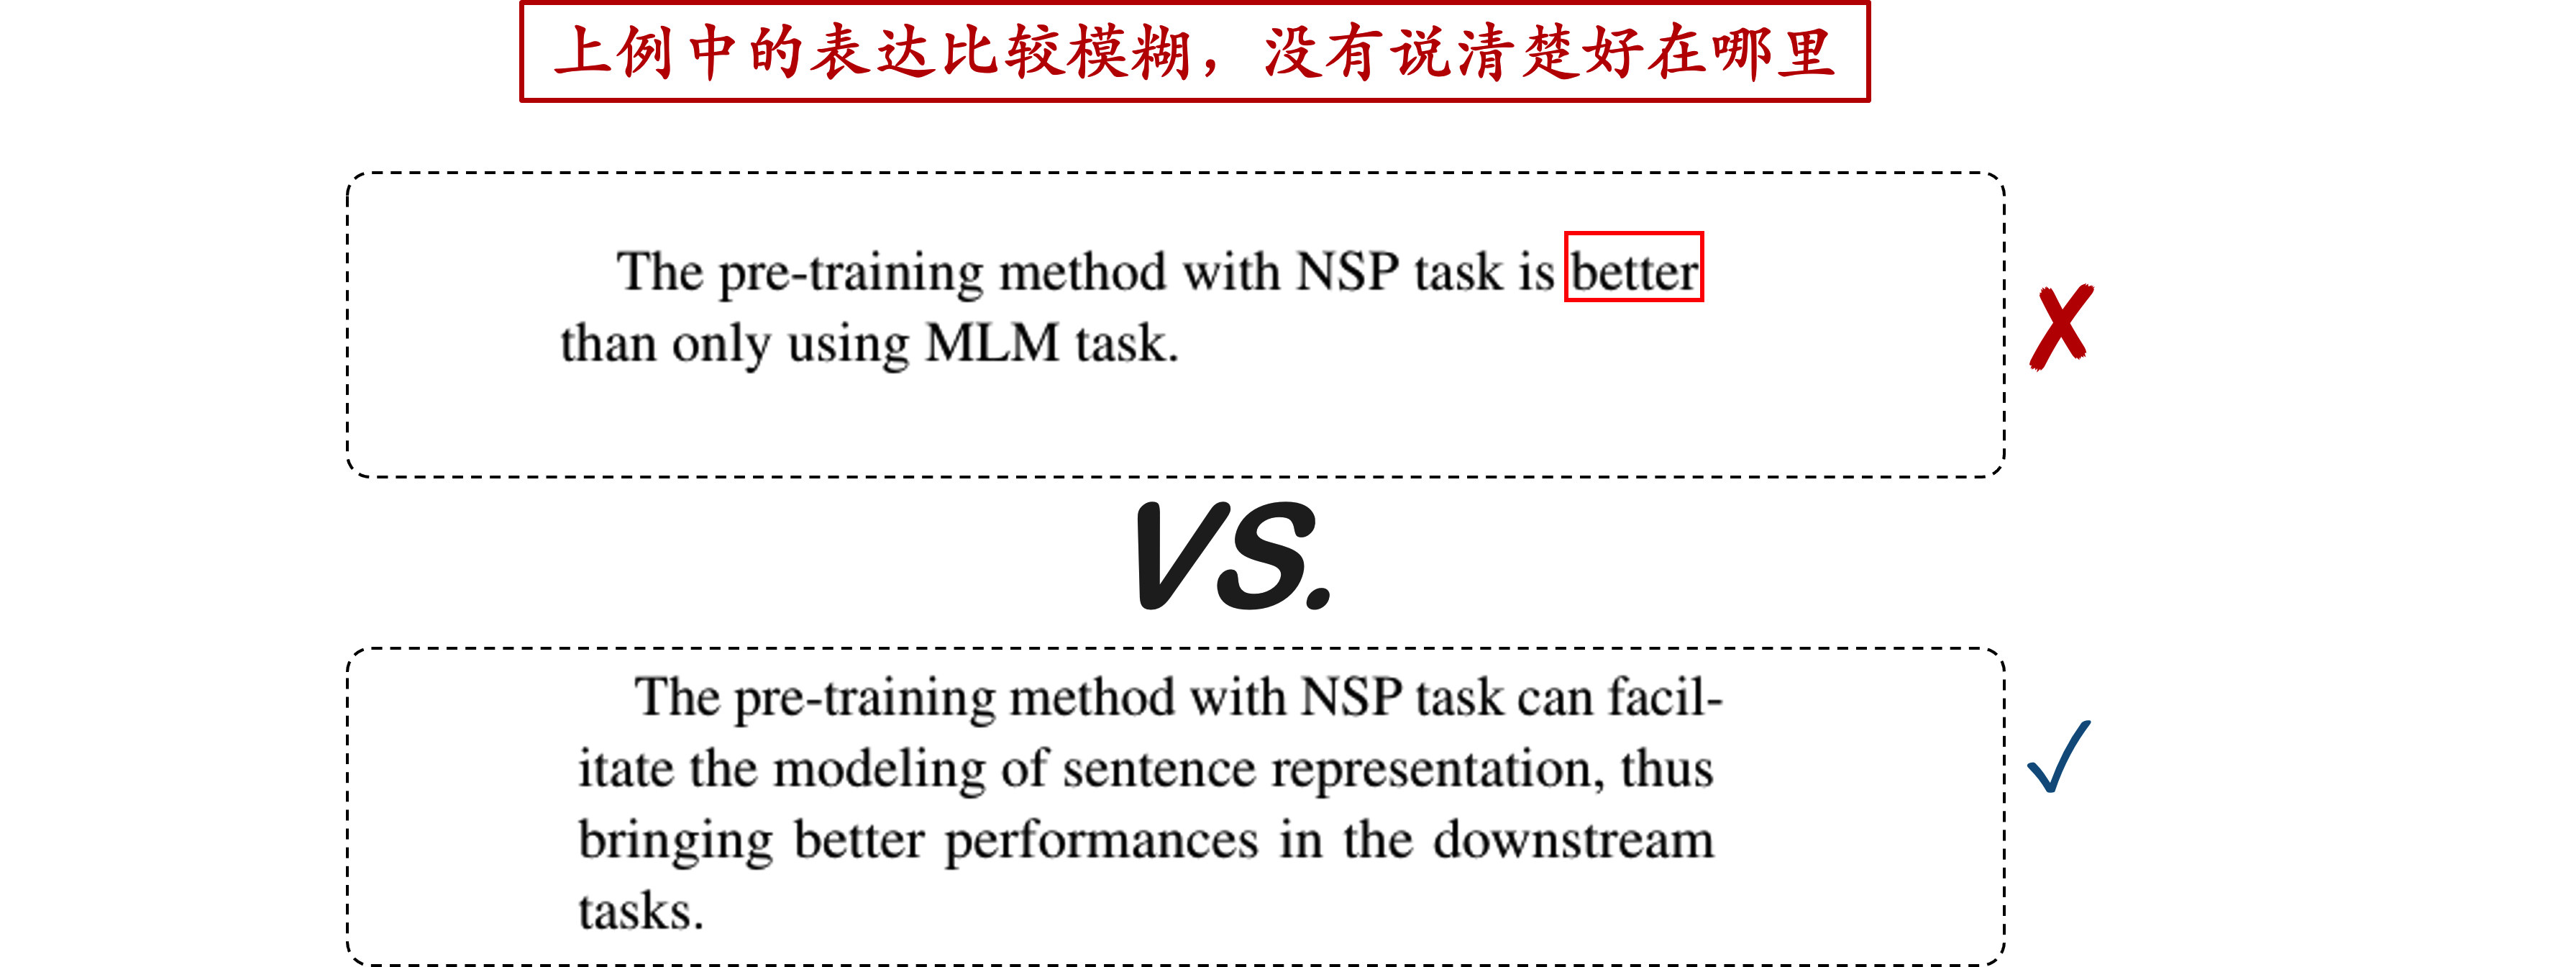 上例中的表达比较模糊，没有说清楚好在哪里
The pre-training method with NSP task is better
than only using MLM task.
VS.
The pre-training method with NSP task can facil-
itate the modeling of sentence representation, thus
bringing better performances in the downstream
tasks.